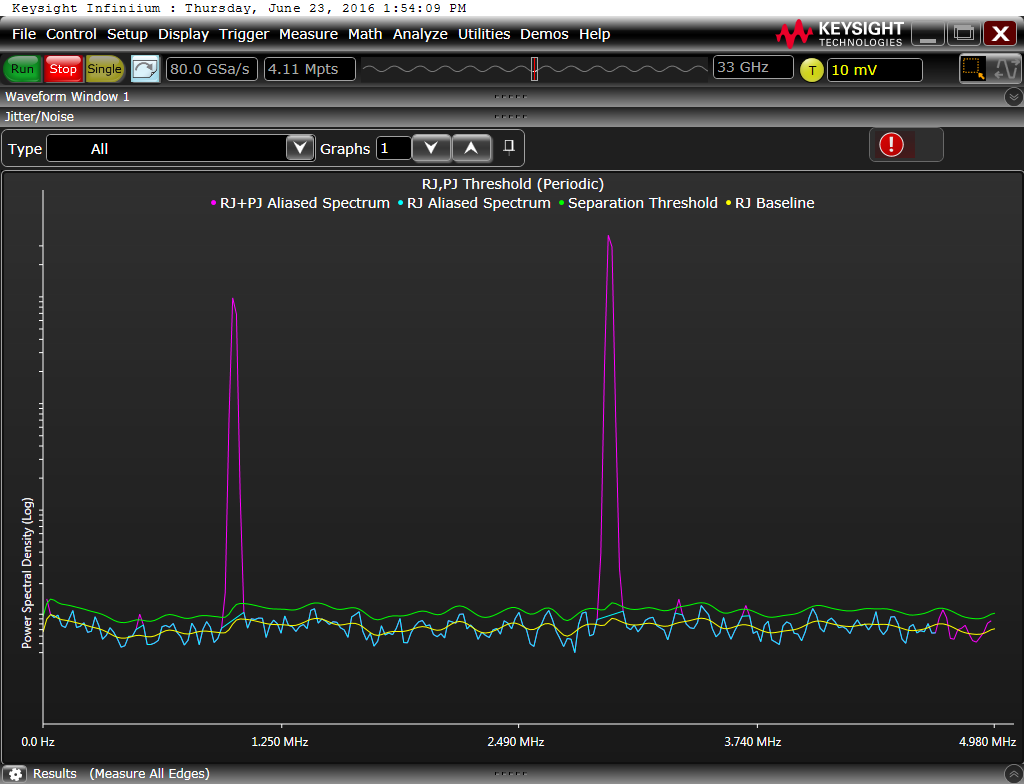 Keysight Infiniium : Thursday, June 23, 2016 1:54:09 PM
File Control Setup Display Trigger Measure Math Analyze Utilities Demos Help
KEYSIGHT
TECHNOLOGIES
Run Stop Single 80.0 GSa/s 4.11 Mpts 33 GHz T 10 mV
Waveform Window 1
Jitter/Noise
Type All Graphs 1
RJ,PJ Threshold (Periodic)
RJ+PJ Aliased Spectrum RJ Aliased Spectrum Separation Threshold RJ Baseline
Power Spectral Density (Log)
0.0 Hz 1.250 MHz 2.490 MHz 3.740 MHz 4.980 MHz
Results (Measure All Edges)